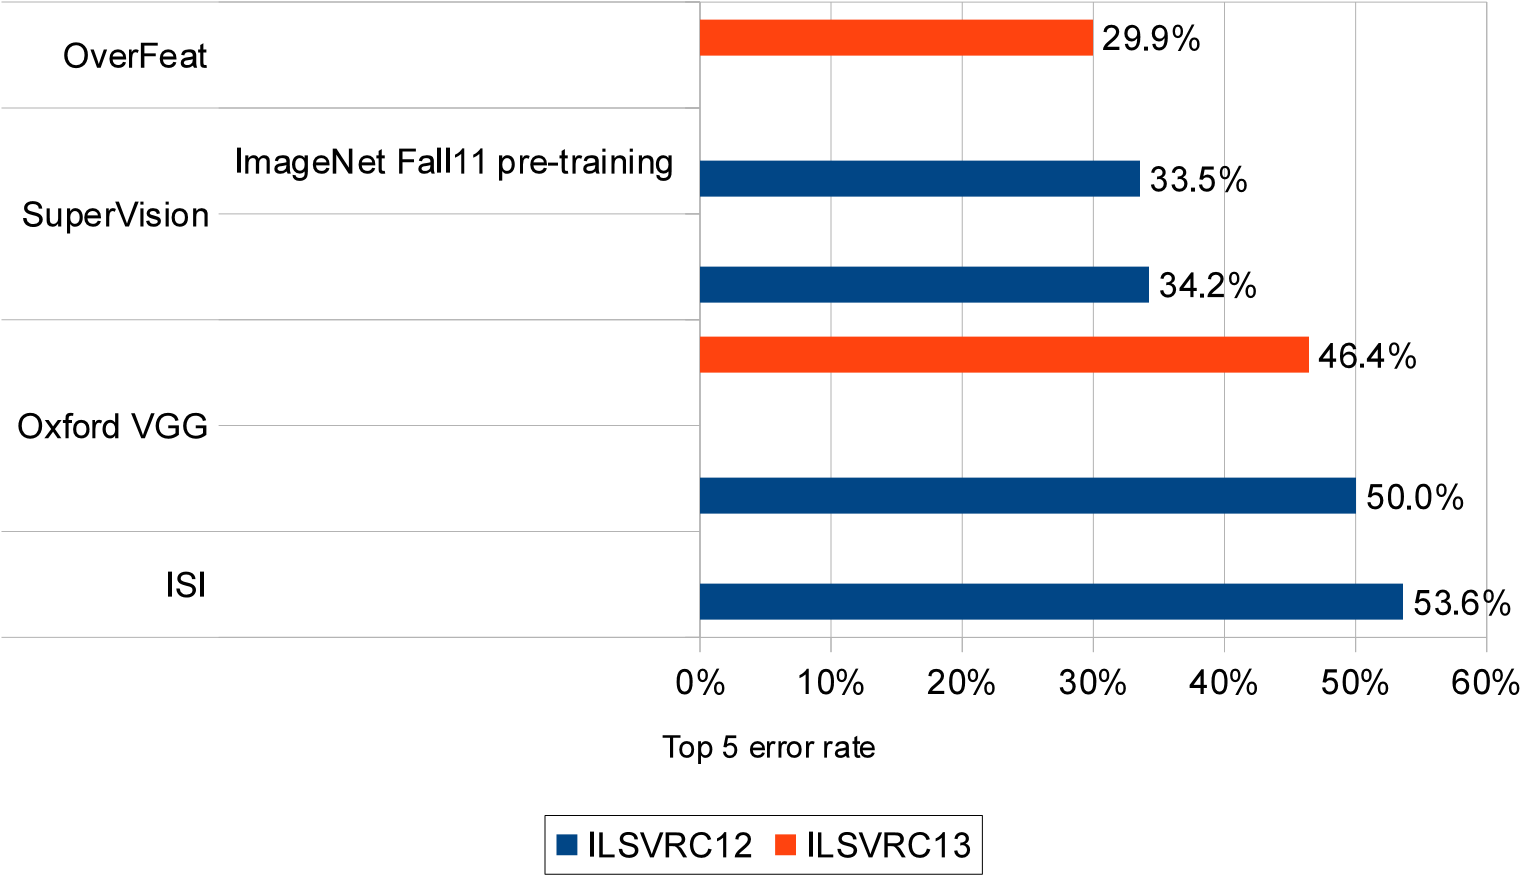 OverFeat
29.9%
ImageNet Fall11 pre-training
33.5%
SuperVision
34.2%
46.4%
Oxford VGG
50.0%
ISI
53.6%
0% 10% 20% 30% 40% 50% 60%
Top 5 error rate
ILSVRC12 ILSVRC13